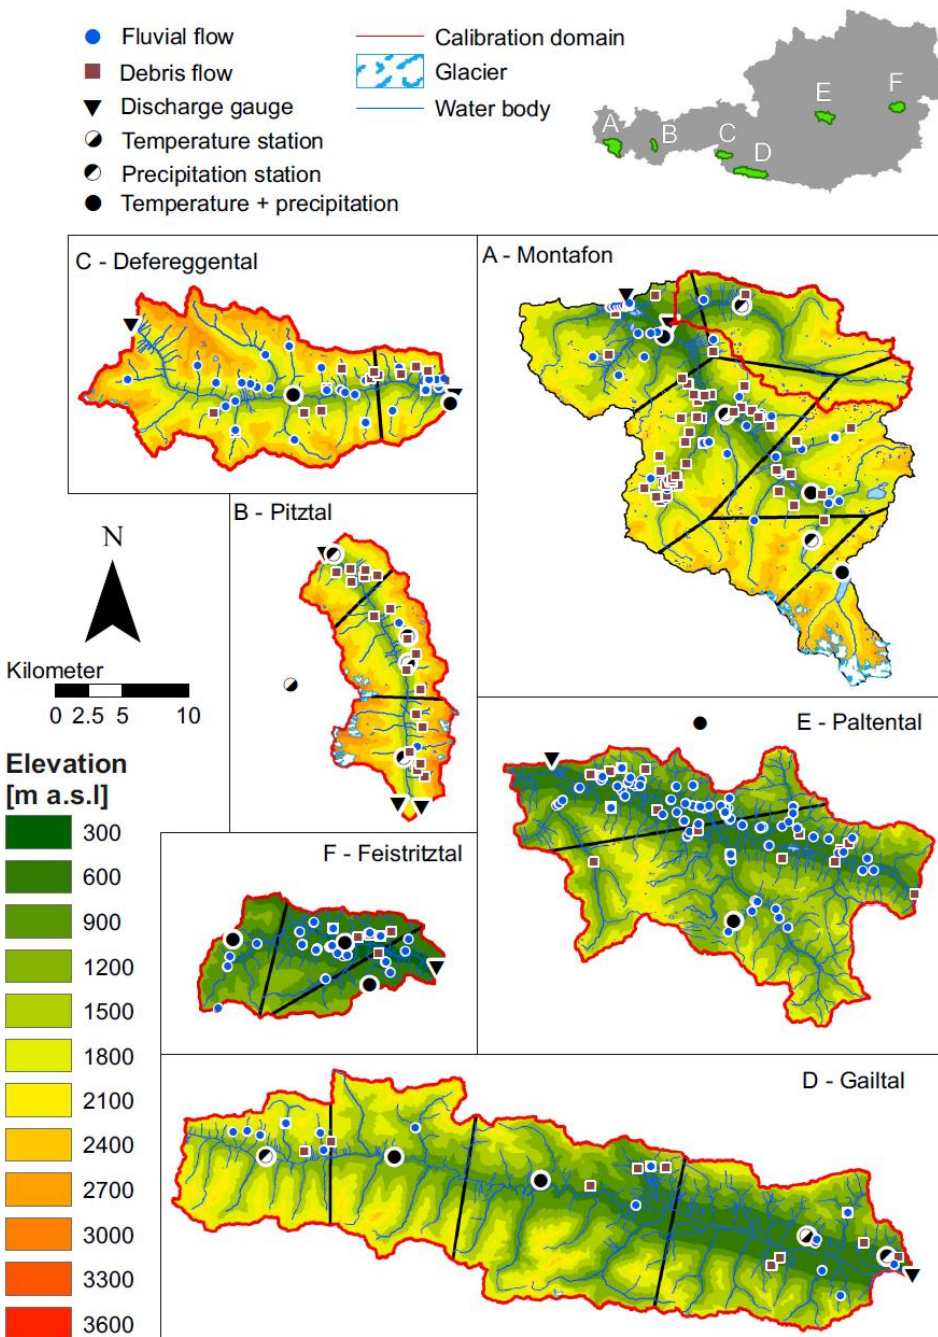 Fluvial flow
Debris flow
Discharge gauge
Temperature station
Precipitation station
Temperature + precipitation
Calibration domain
Glacier
Water body
A
B
C
D
E
F
C - Defereggental
A - Montafon
B - Pitztal
N
Kilometer
0 2.5 5 10
E - Paltental
Elevation
[m a.s.l]
300
600
900
1200
1500
1800
2100
2400
2700
3000
3300
3600
F - Feistritztal
D - Gailtal